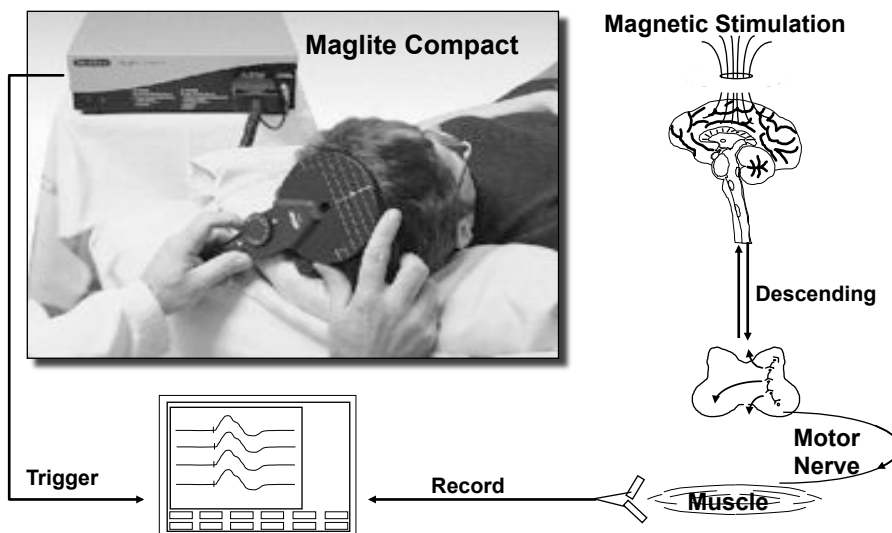 Maglite Compact
Magnetic Stimulation
Descending
Motor
Nerve
Trigger
Record
Muscle